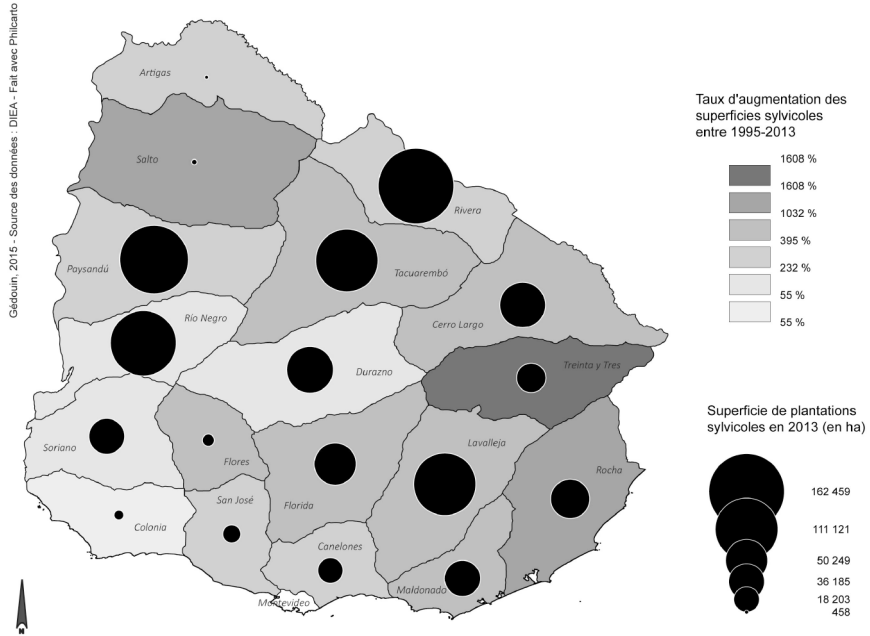 Gédouin, 2015 - Source des données : DIEA - Fait avec Philcarto
Artigas
Salto
Rivera
Paysandú
Tacuarembó
Río Negro
Cerro Largo
Durazno
Treinta y Tres
Soriano
Flores
Lavalleja
Rocha
San José
Florida
Colonia
Canelones
Maldonado
Montevideo
N
Taux d'augmentation des
superficies sylvicoles
entre 1995-2013
1608 %
1608 %
1032 %
395 %
232 %
55 %
55 %
Superficie de plantations
sylvicoles en 2013 (en ha)
162 459
111 121
50 249
36 185
18 203
458